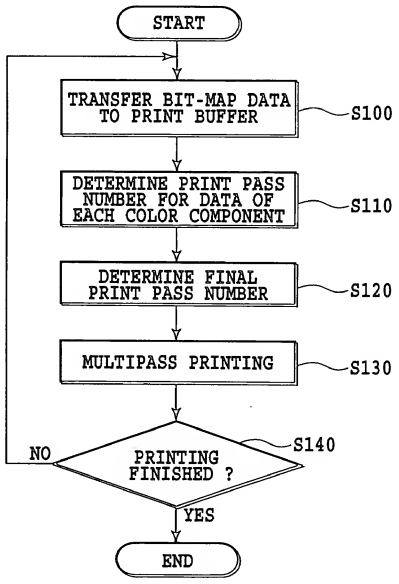 START
TRANSFER BIT-MAP DATA
TO PRINT BUFFER
S100
DETERMINE PRINT PASS
NUMBER FOR DATA OF
EACH COLOR COMPONENT
S110
DETERMINE FINAL
PRINT PASS NUMBER
S120
MULTIPASS PRINTING
S130
S140
NO
PRINTING
FINISHED ?
YES
END